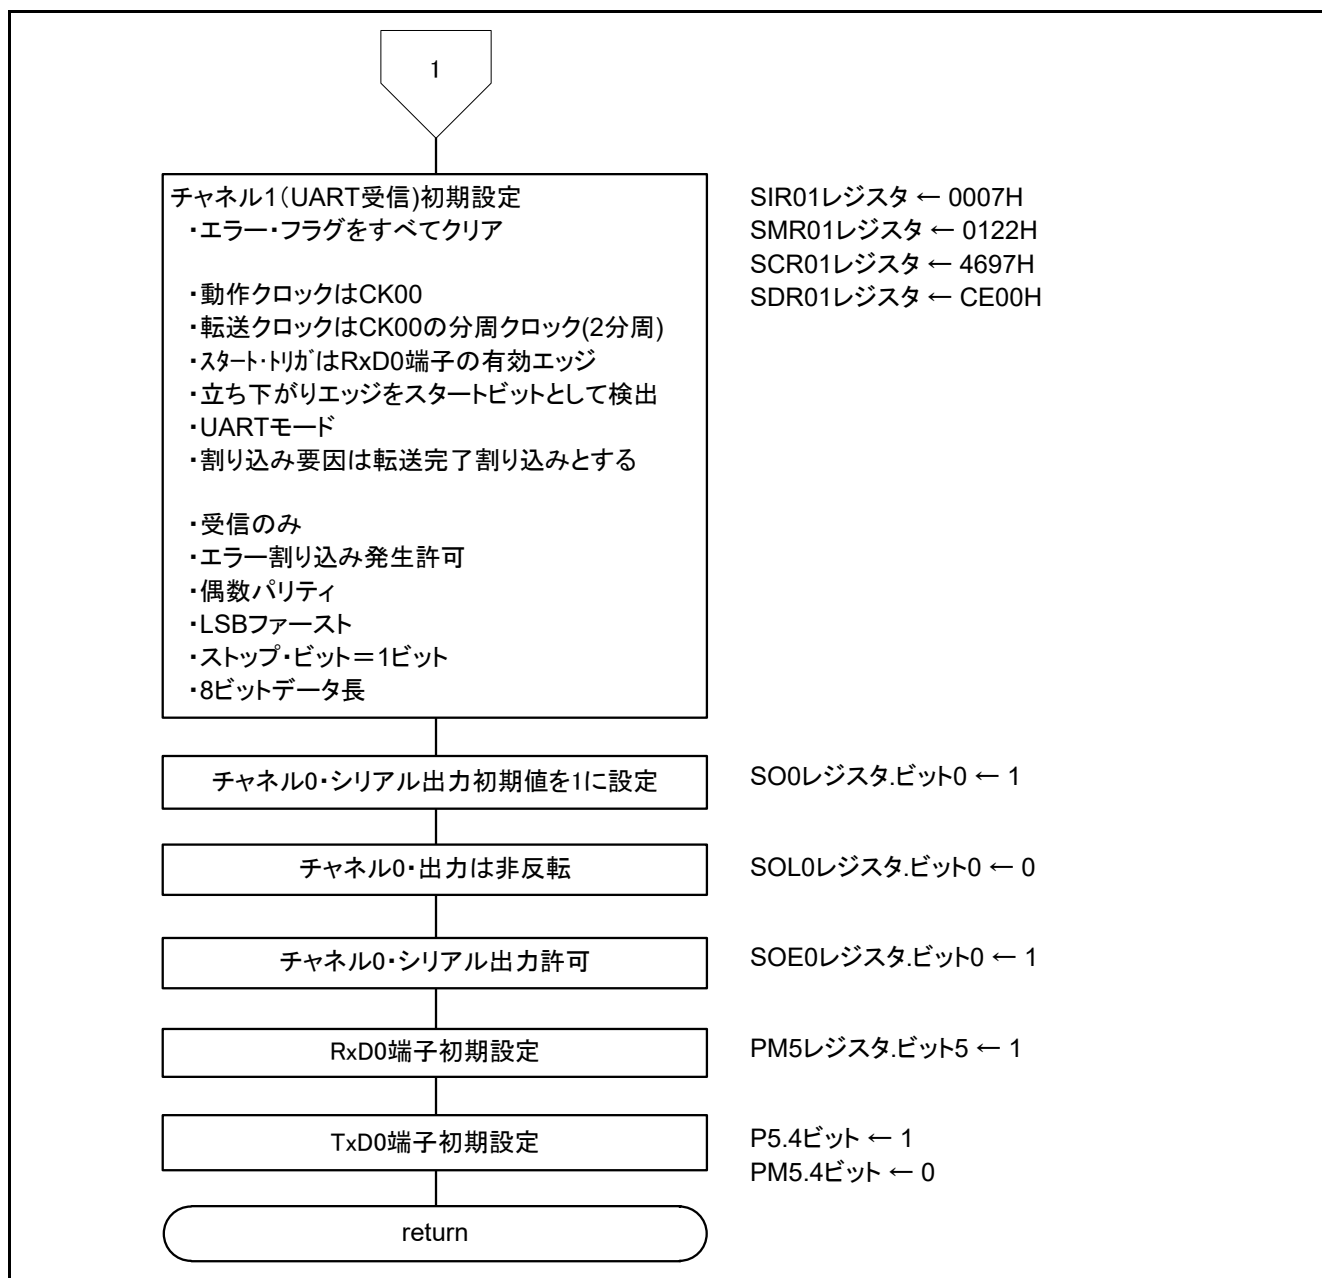 1
チャネル1(UART受信)初期設定
・エラー・フラグをすべてクリア
・動作クロックはCK00
・転送クロックはCK00の分周クロック(2分周)
・ｽﾀｰﾄ・ﾄﾘｶﾞはRxD0端子の有効エッジ
・立ち下がりエッジをスタートビットとして検出
・UARTモード
・割り込み要因は転送完了割り込みとする
・受信のみ
・エラー割り込み発生許可
・偶数パリティ
・LSBファースト
・ストップ・ビット＝1ビット
・8ビットデータ長
SIR01レジスタ ← 0007H
SMR01レジスタ ← 0122H
SCR01レジスタ ← 4697H
SDR01レジスタ ← CE00H
チャネル0・シリアル出力初期値を1に設定
SO0レジスタ.ビット0 ← 1
チャネル0・出力は非反転
SOL0レジスタ.ビット0 ← 0
チャネル0・シリアル出力許可
SOE0レジスタ.ビット0 ← 1
RxD0端子初期設定
PM5レジスタ.ビット5 ← 1
TxD0端子初期設定
P5.4ビット ← 1
PM5.4ビット ← 0
return